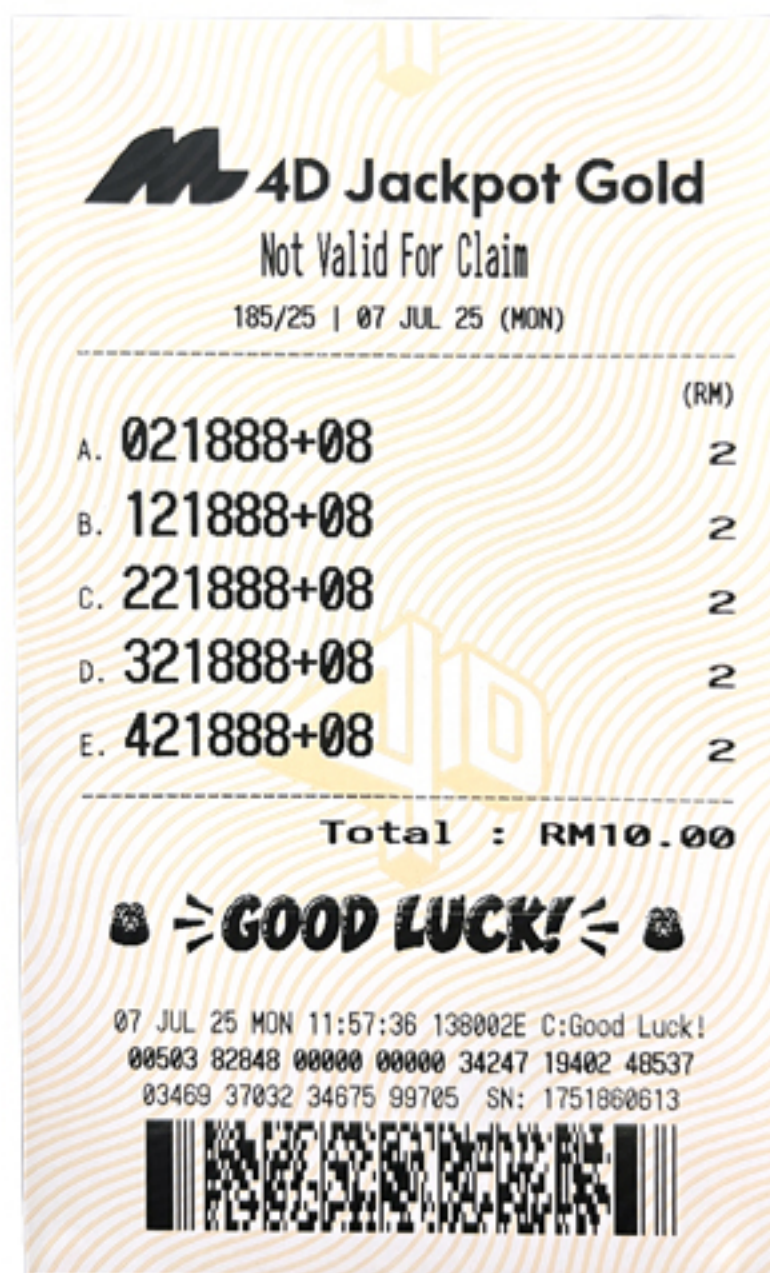 M 4D Jackpot Gold
Not Valid For Claim
185/25 | 07 JUL 25 (MON)
(RM)
A. 021888+08 2
B. 121888+08 2
C. 221888+08 2
D. 321888+08 2
E. 421888+08 2
4D
Total : RM10.00
GOOD LUCK!
07 JUL 25 MON 11:57:36 138002E C:Good Luck!
00503 82848 00000 00000 34247 19402 48537
03469 37032 34675 99705 SN: 1751860613